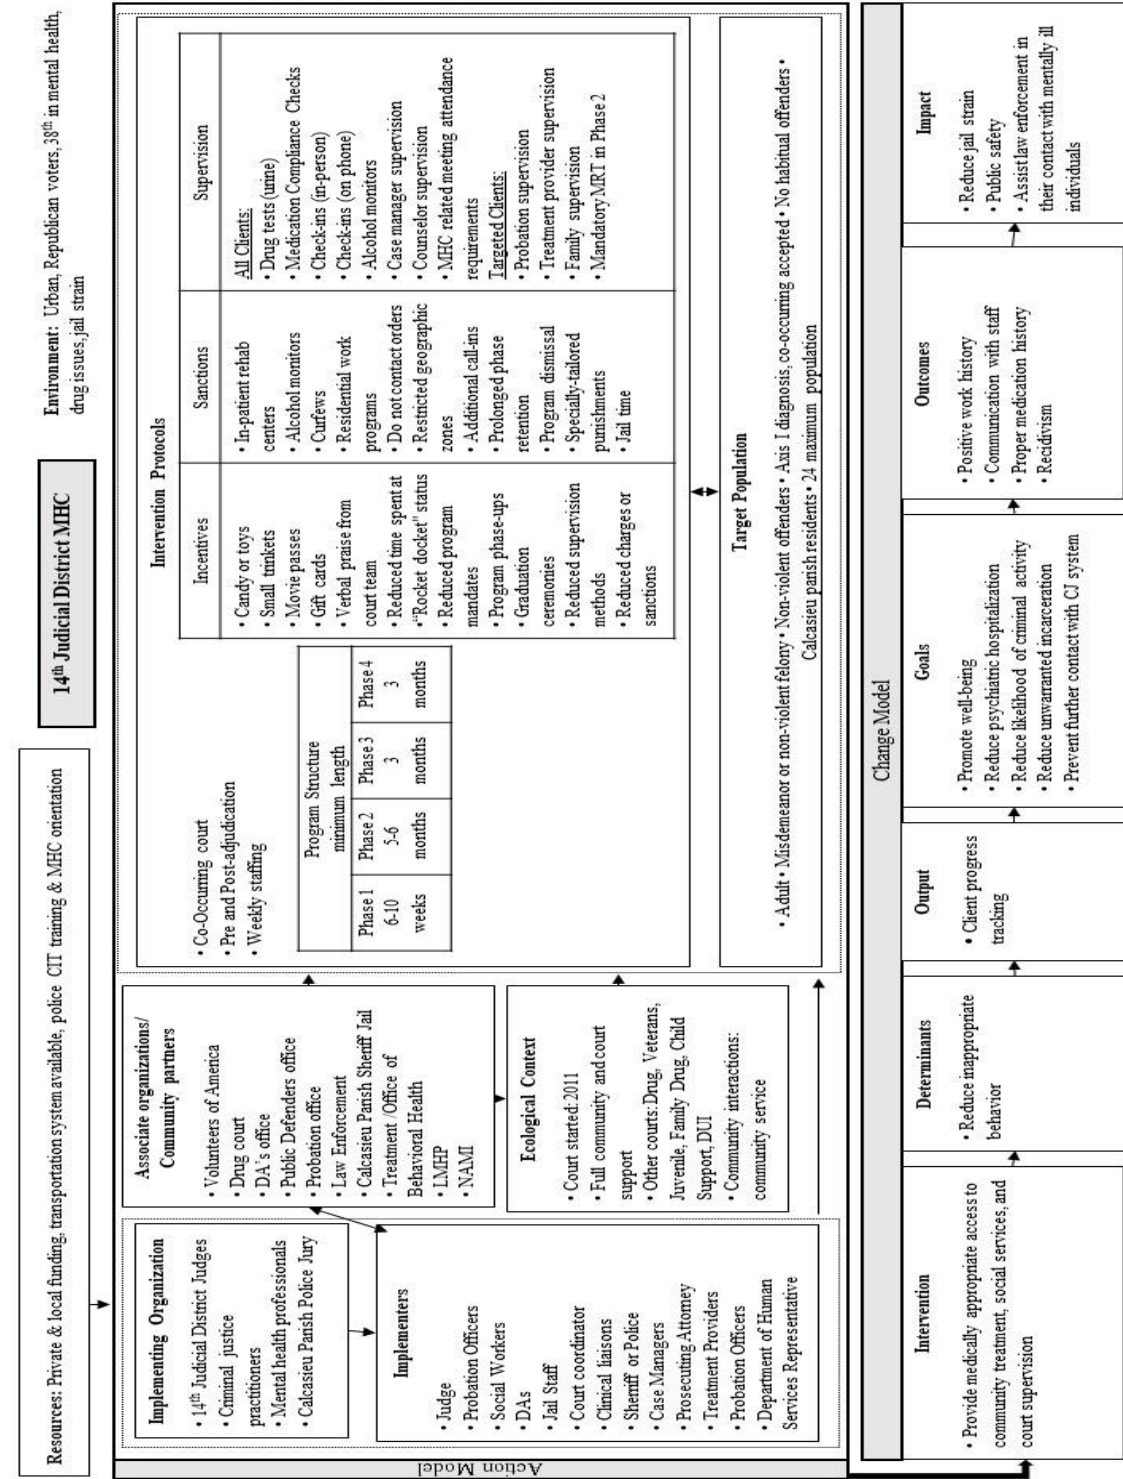 Resources: Private & local funding, transportation system available, police CIT training & MHC orientation
14th Judicial District MHC
Environment: Urban, Republican voters, 38th in mental health,
drug issues, jail strain
Action Model
Implementing Organization
• 14th Judicial District Judges
• Criminal justice
practitioners
• Mental health professionals
• Calcasieu Parish Police Jury
Implementers
• Judge
• Probation Officers
• Social Workers
• DAs
• Jail Staff
• Court coordinator
• Clinical liaisons
• Sherriff or Police
• Case Managers
• Prosecuting Attorney
• Treatment Providers
• Probation Officers
• Department of Human
Services Representative
Associate organizations/
Community partners
• Volunteers of America
• Drug court
• DA's office
• Public Defenders office
• Probation office
• Law Enforcement
• Calcasieu Parish Sheriff Jail
• Treatment /Office of
Behavioral Health
• LMHP
• NAMI
Ecological Context
• Court started: 2011
• Full community and court
support
• Other courts: Drug, Veterans,
Juvenile, Family Drug, Child
Support, DUI
• Community interactions:
community service
Intervention Protocols
• Co-Occurring court
• Pre and Post-adjudication
• Weekly staffing
Program Structure
minimum length
Phase 1
6-10
weeks
Phase 2
5-6
months
Phase 3
3
months
Phase 4
3
months
Incentives
• Candy or toys
• Small trinkets
• Movie passes
• Gift cards
• Verbal praise from
court team
• Reduced time spent at
•"Rocket docket" status
• Reduced program
mandates
• Program phase-ups
• Graduation
ceremonies
• Reduced supervision
methods
• Reduced charges or
sanctions
Sanctions
• In-patient rehab
centers
• Alcohol monitors
• Curfews
• Residential work
programs
• Do not contact orders
• Restricted geographic
zones
• Additional call-ins
• Prolonged phase
retention
• Program dismissal
• Specially-tailored
punishments
• Jail time
Supervision
All Clients:
• Drug tests (urine)
• Medication Compliance Checks
• Check-ins (in-person)
• Check-ins (on phone)
• Alcohol monitors
• Case manager supervision
• Counselor supervision
• MHC related meeting attendance
requirements
Targeted Clients:
• Probation supervision
• Treatment provider supervision
• Family supervision
• Mandatory MRT in Phase 2
Target Population
• Adult • Misdemeanor or non-violent felony • Non-violent offenders • Axis I diagnosis, co-occurring accepted • No habitual offenders •
Calcasieu parish residents • 24 maximum population
Change Model
Intervention
• Provide medically appropriate access to
community treatment, social services, and
court supervision
Determinants
• Reduce inappropriate
behavior
Output
• Client progress
tracking
Goals
• Promote well-being
• Reduce psychiatric hospitalization
• Reduce likelihood of criminal activity
• Reduce unwarranted incarceration
• Prevent further contact with CJ system
Outcomes
• Positive work history
• Communication with staff
• Proper medication history
• Recidivism
Impact
• Reduce jail strain
• Public safety
• Assist law enforcement in
their contact with mentally ill
individuals